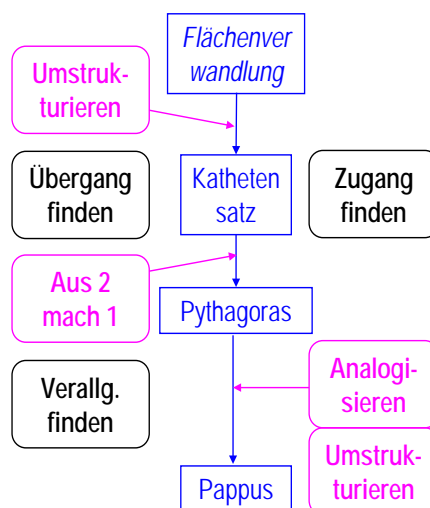 Flächenver
wandlung
Umstruk-
turieren
Übergang
finden
Katheten
satz
Zugang
finden
Aus 2
mach 1
Pythagoras
Verallg.
finden
Analogi-
sieren
Umstruk-
turieren
Pappus